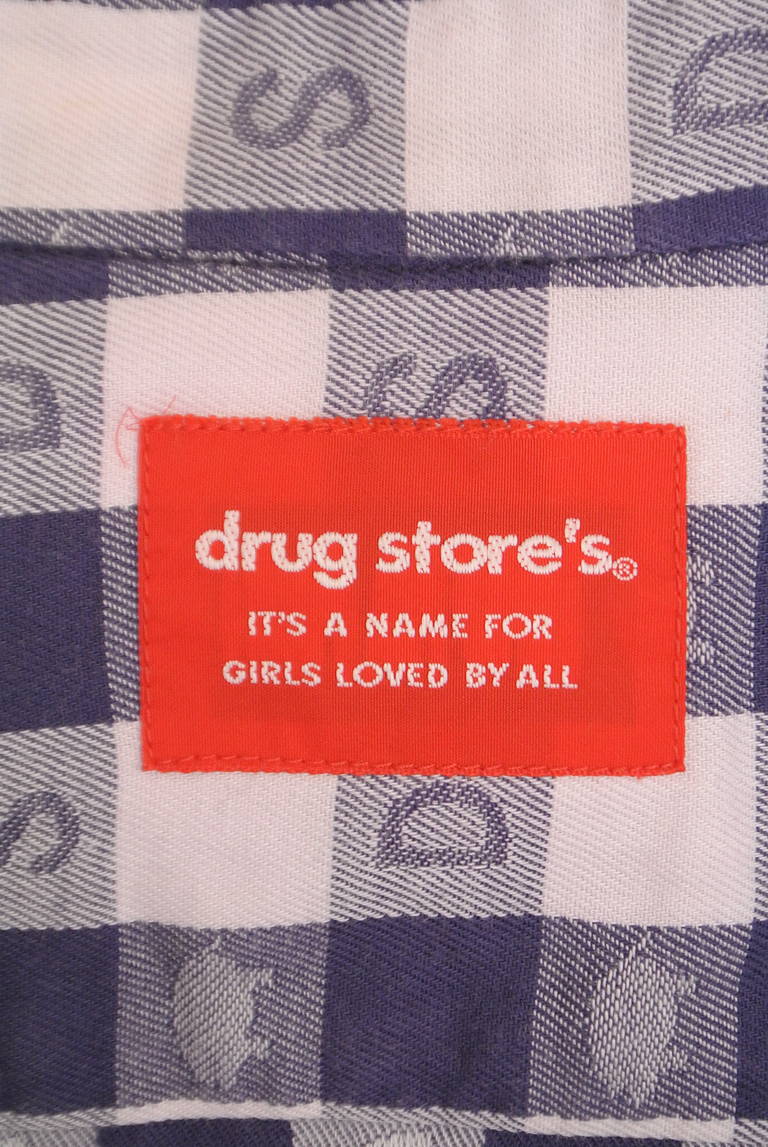 S D
D S
drug store's®
IT'S A NAME FOR
GIRLS LOVED BY ALL
S D